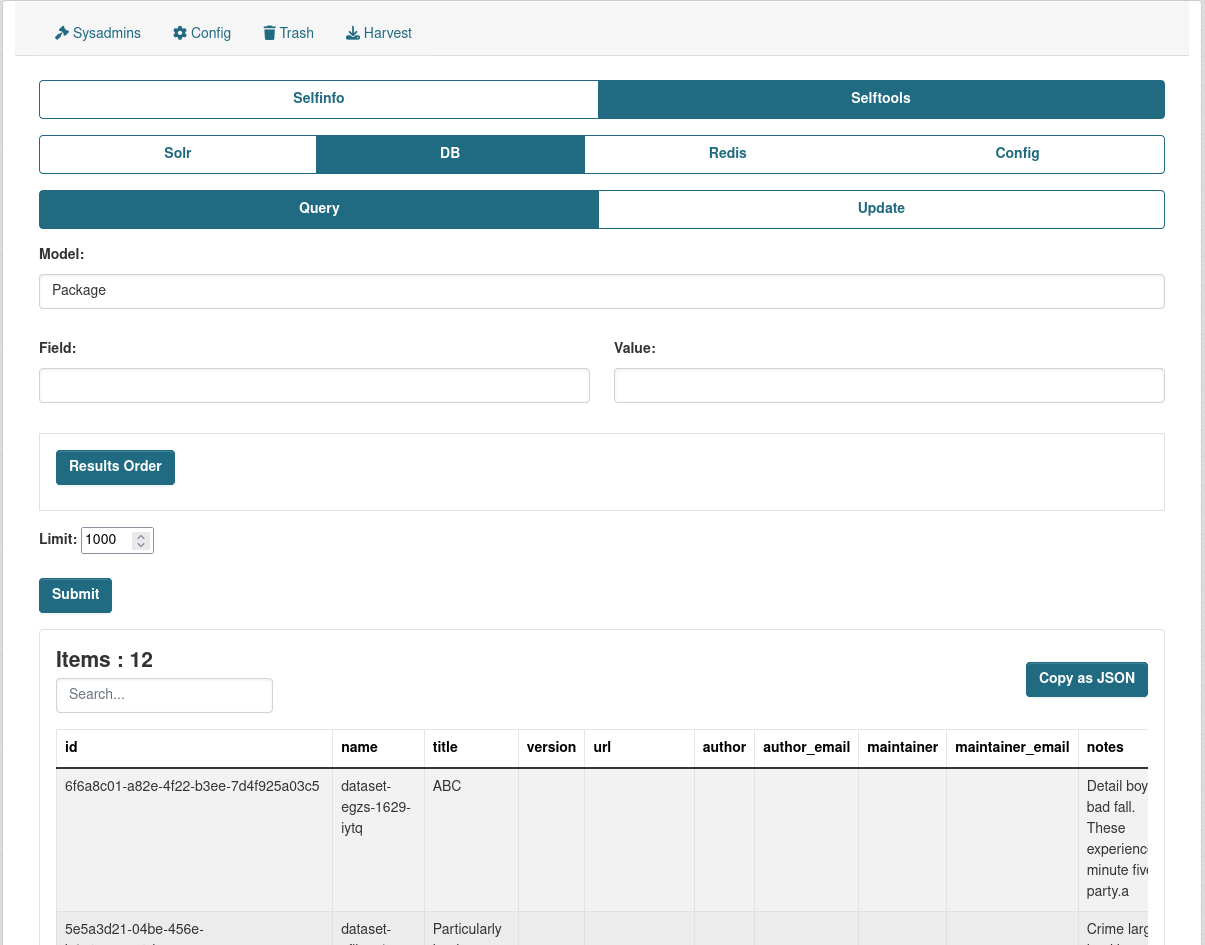 Sysadmins Config Trash Harvest
Selfinfo Selftools
Solr DB Redis Config
Query Update
Model:
Package
Field: Value:
Results Order
Limit: 1000
Submit
Items : 12
Search...
Copy as JSON
id name title version url author author_email maintainer maintainer_email notes
6f6a8c01-a82e-4f22-b3ee-7d4f925a03c5 dataset- ABC Detail boy
egzs-1629- bad fall.
iytq These
experienc
minute five
party.a
5e5a3d21-04be-456e- dataset- Particularly Crime larg